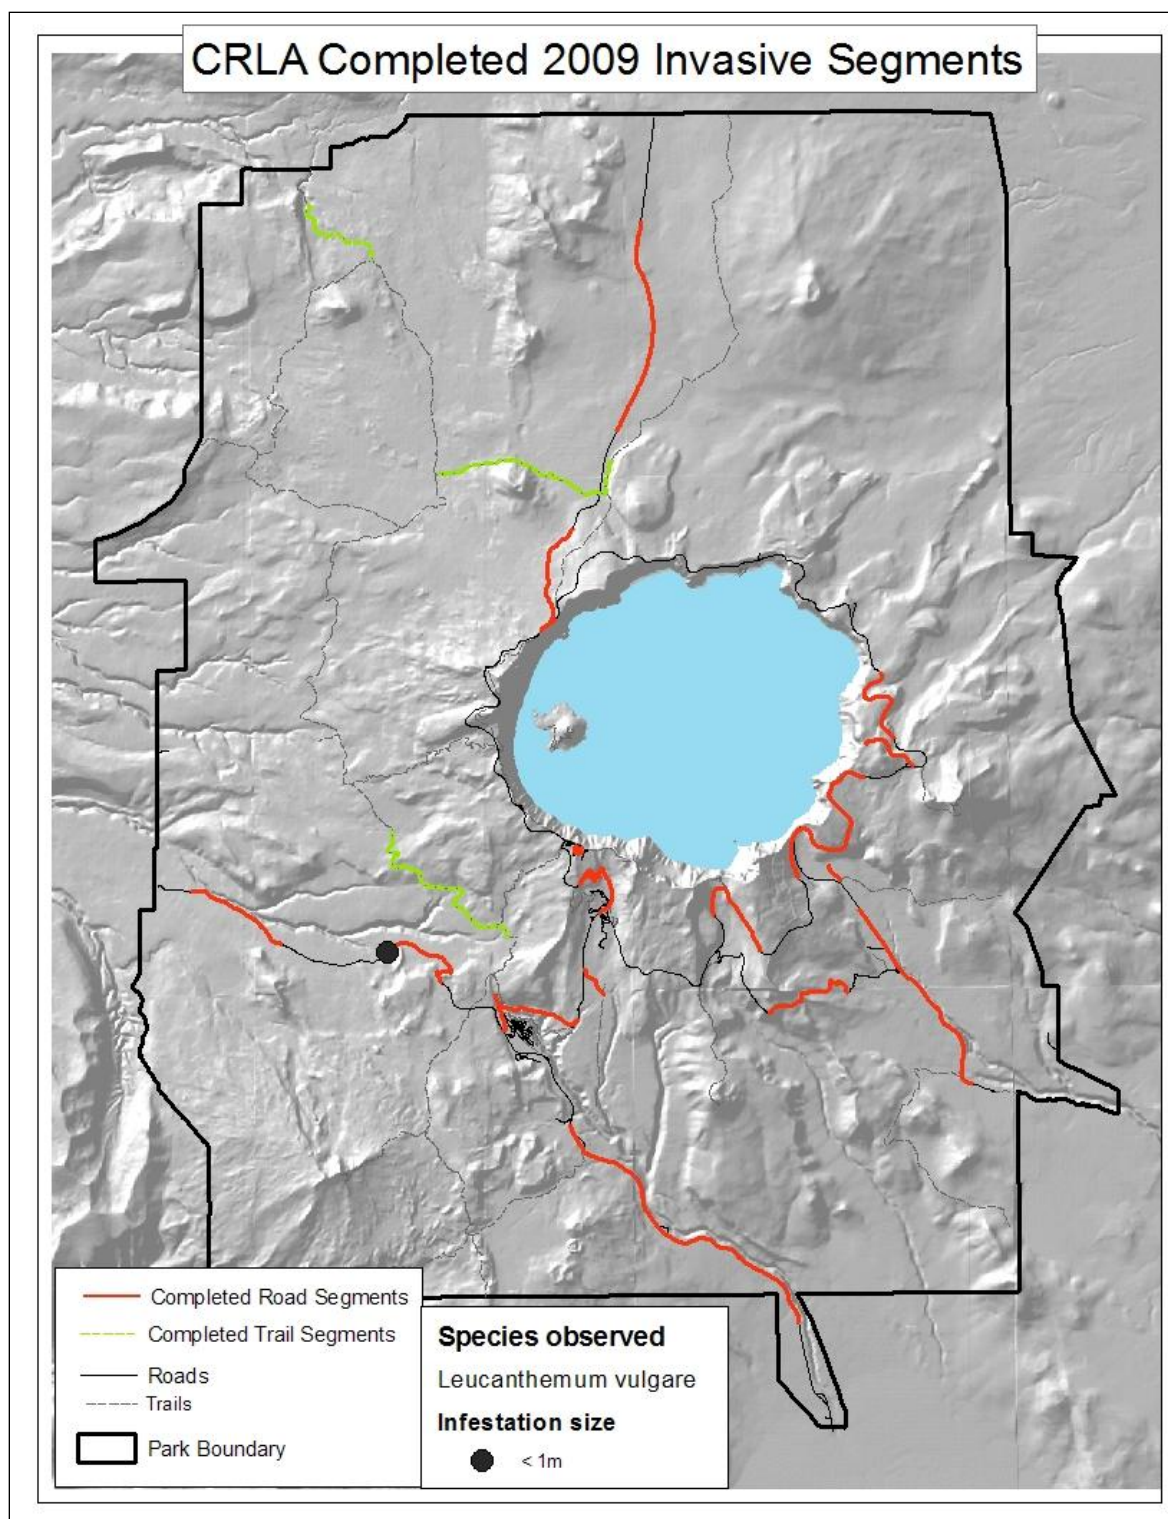 CRLA Completed 2009 Invasive Segments
Completed Road Segments
Completed Trail Segments
Roads
Trails
Park Boundary
Species observed
Leucanthemum vulgare
Infestation size
< 1m